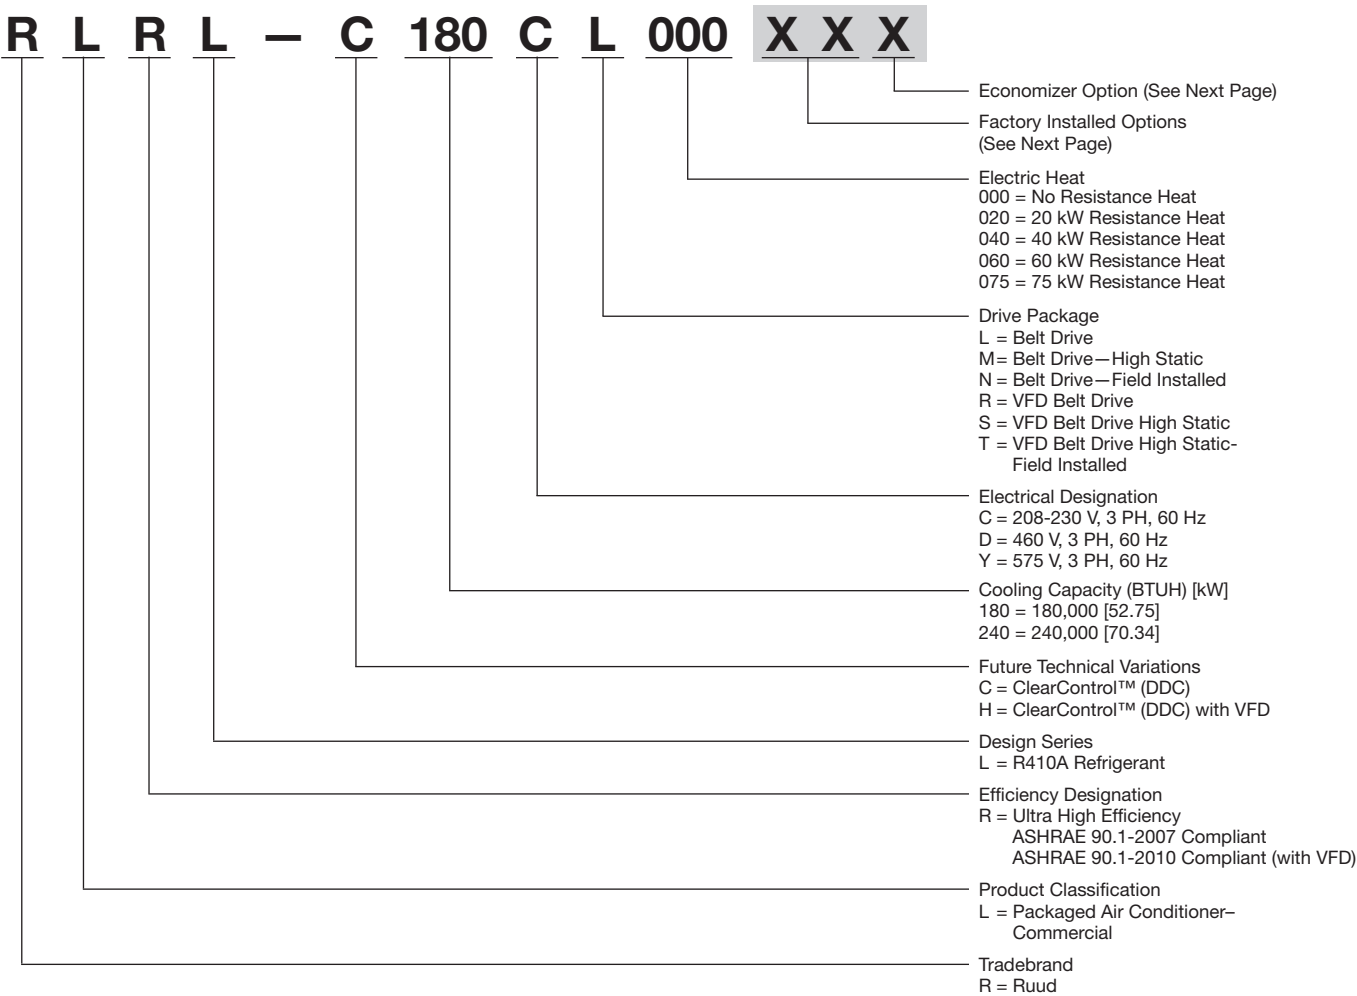 R L R L — C 180 C L 000 X X X
Economizer Option (See Next Page)
Factory Installed Options
(See Next Page)
Electric Heat
000 = No Resistance Heat
020 = 20 kW Resistance Heat
040 = 40 kW Resistance Heat
060 = 60 kW Resistance Heat
075 = 75 kW Resistance Heat
Drive Package
L = Belt Drive
M= Belt Drive—High Static
N = Belt Drive—Field Installed
R = VFD Belt Drive
S = VFD Belt Drive High Static
T = VFD Belt Drive High Static-
Field Installed
Electrical Designation
C = 208-230 V, 3 PH, 60 Hz
D = 460 V, 3 PH, 60 Hz
Y = 575 V, 3 PH, 60 Hz
Cooling Capacity (BTUH) [kW]
180 = 180,000 [52.75]
240 = 240,000 [70.34]
Future Technical Variations
C = ClearControl™ (DDC)
H = ClearControl™ (DDC) with VFD
Design Series
L = R410A Refrigerant
Efficiency Designation
R = Ultra High Efficiency
ASHRAE 90.1-2007 Compliant
ASHRAE 90.1-2010 Compliant (with VFD)
Product Classification
L = Packaged Air Conditioner–
Commercial
Tradebrand
R = Ruud